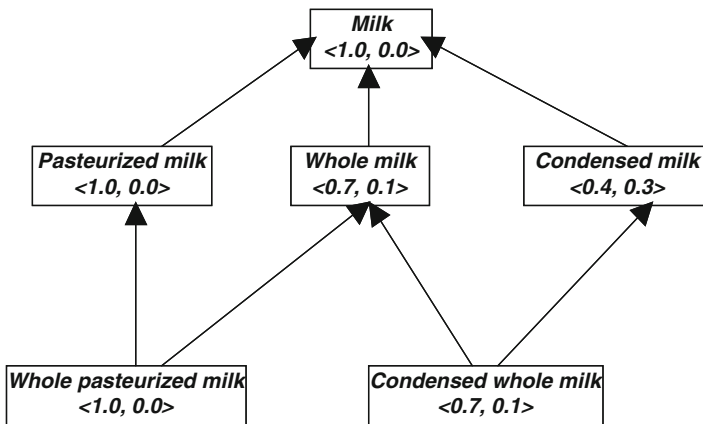 Milk
<1.0, 0.0>
Pasteurized milk
<1.0, 0.0>
Whole milk
<0.7, 0.1>
Condensed milk
<0.4, 0.3>
Whole pasteurized milk
<1.0, 0.0>
Condensed whole milk
<0.7, 0.1>